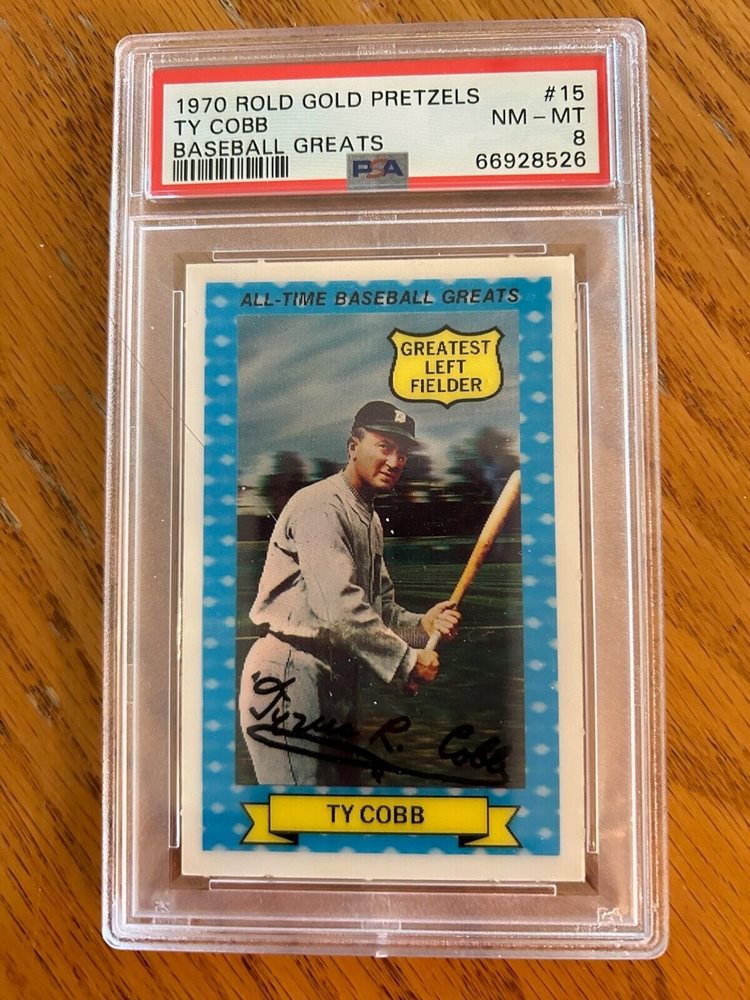 1970 ROLD GOLD PRETZELS #15
TY COBB NM - MT
BASEBALL GREATS 8
PSA 66928526
ALL-TIME BASEBALL GREATS
GREATEST
LEFT
FIELDER
Tyrus R. Cobb
TY COBB